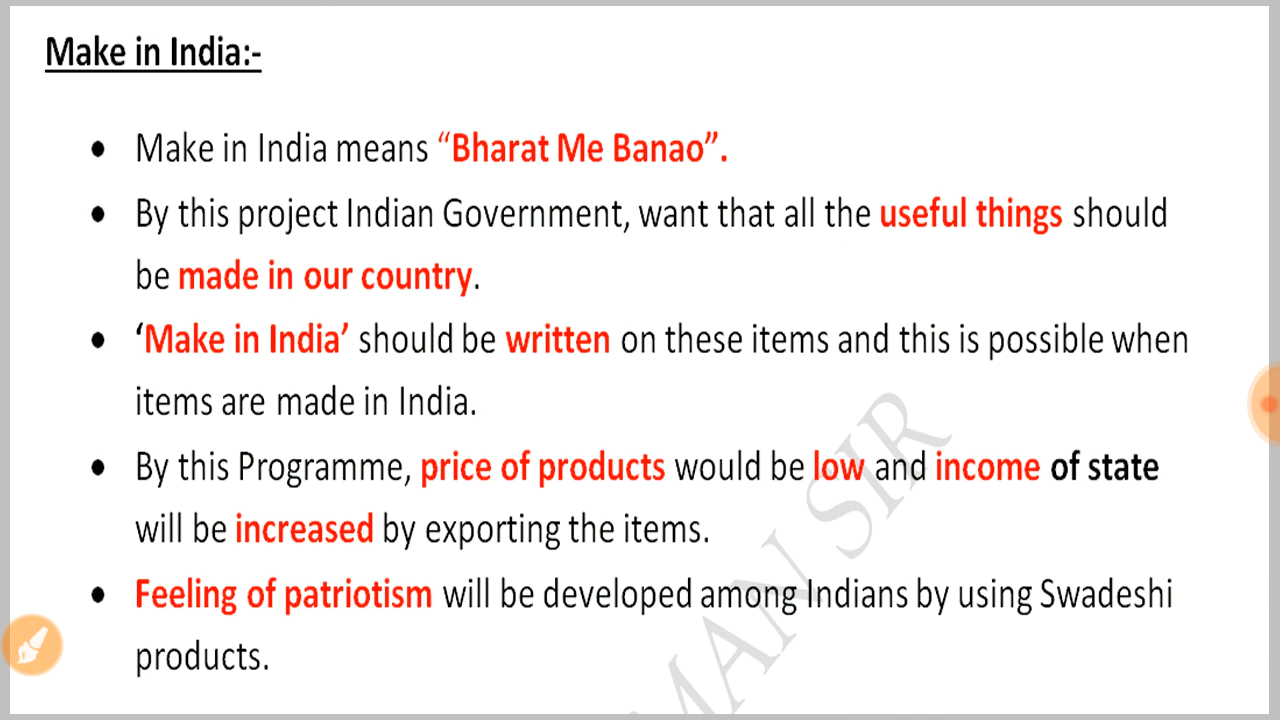 Make in India:-
• Make in India means “Bharat Me Banao”.
• By this project Indian Government, want that all the useful things should
be made in our country.
• ‘Make in India’ should be written on these items and this is possible when
items are made in India.
• By this Programme, price of products would be low and income of state
will be increased by exporting the items.
• Feeling of patriotism will be developed among Indians by using Swadeshi
products.
MAN SIR